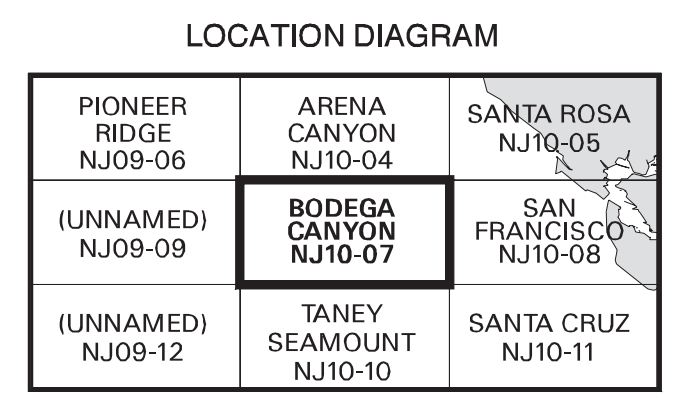 LOCATION DIAGRAM
PIONEER
RIDGE
NJ09-06
ARENA
CANYON
NJ10-04
SANTA ROSA
NJ10-05
(UNNAMED)
NJ09-09
BODEGA
CANYON
NJ10-07
SAN
FRANCISCO
NJ10-08
(UNNAMED)
NJ09-12
TANEY
SEAMOUNT
NJ10-10
SANTA CRUZ
NJ10-11